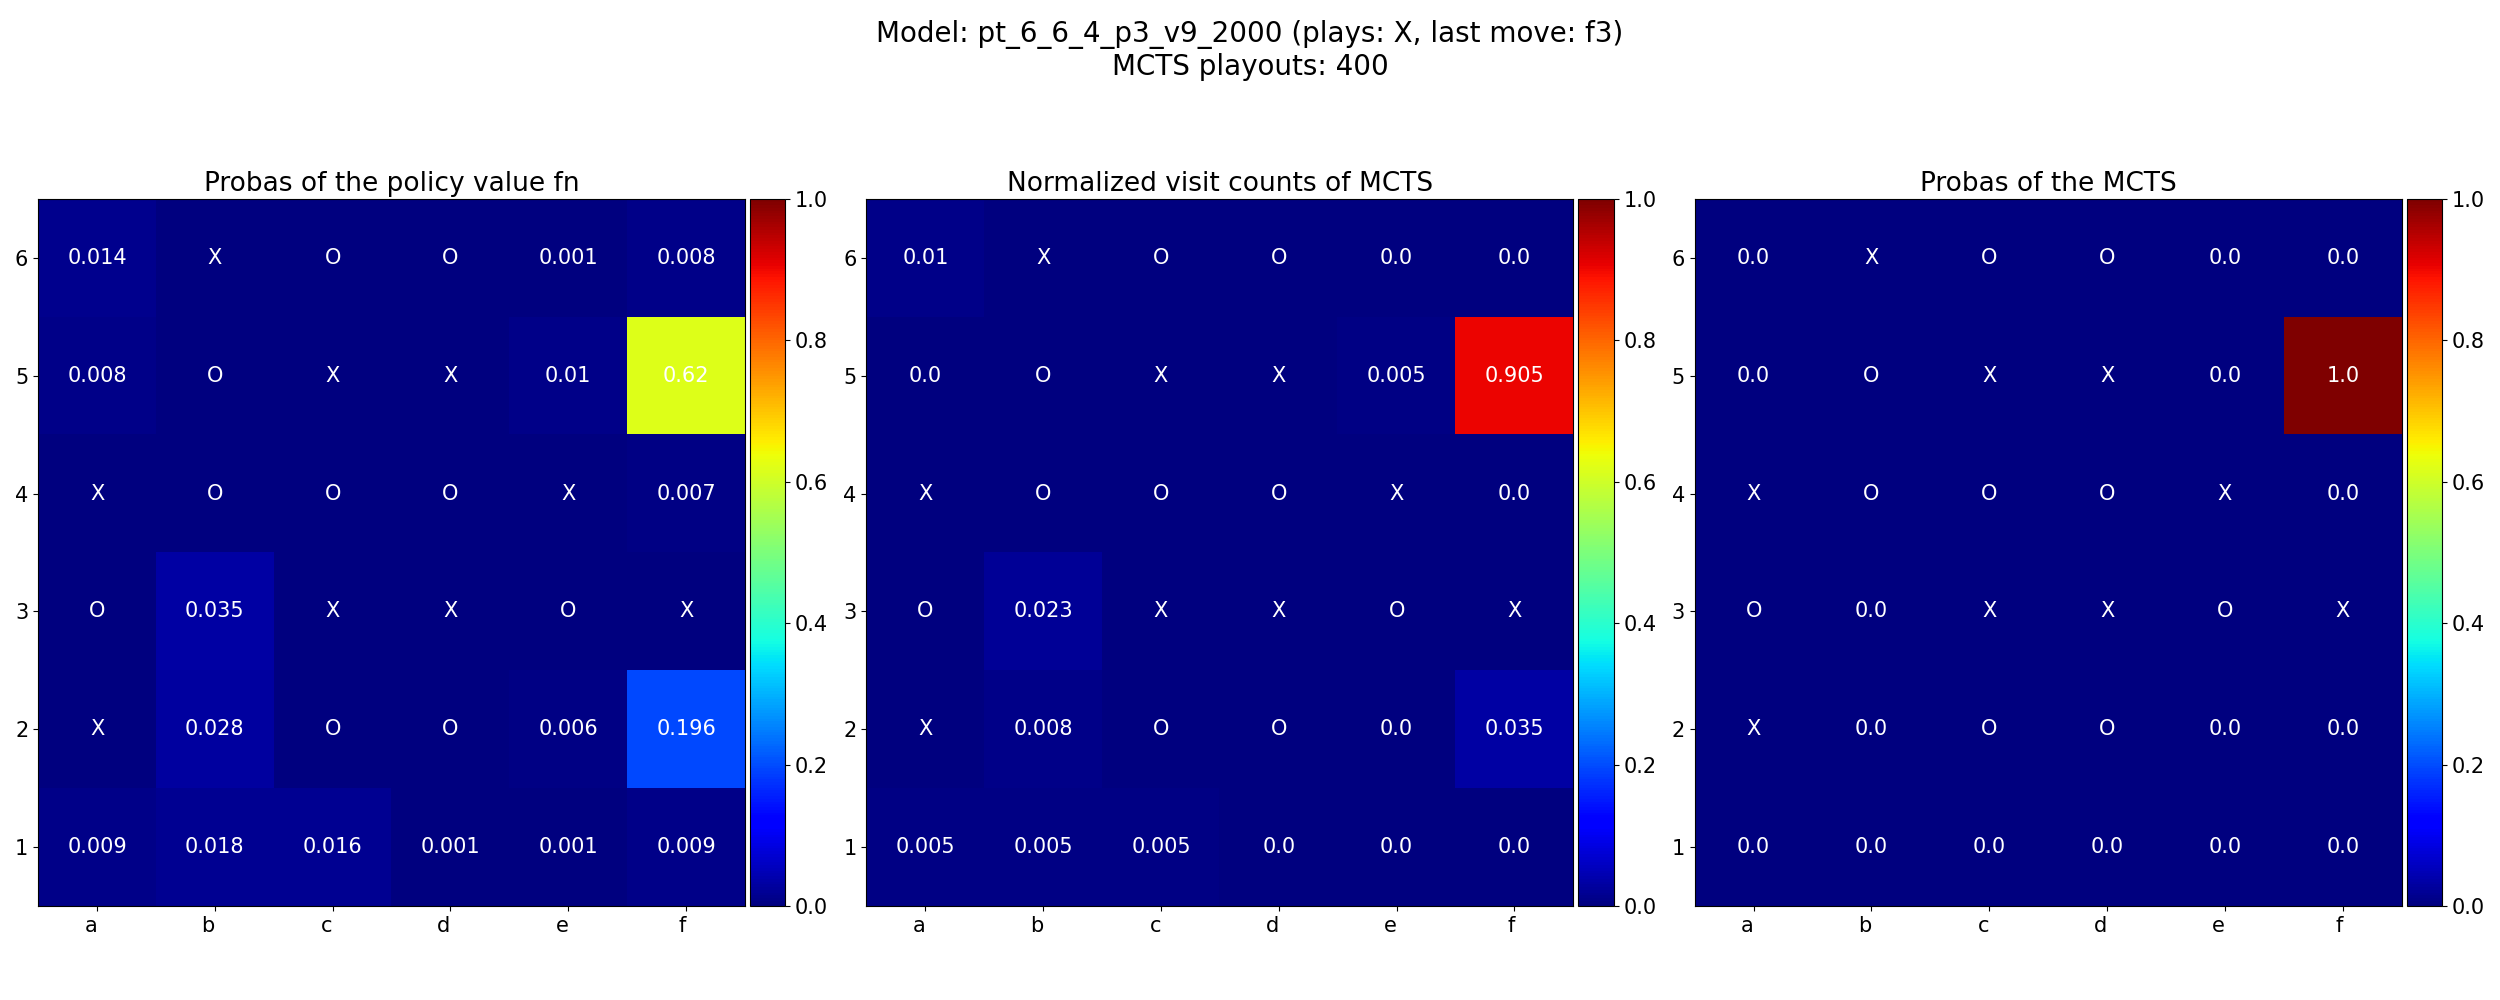 Model: pt_6_6_4_p3_v9_2000 (plays: X, last move: f3)
MCTS playouts: 400
Probas of the policy value fn
6 0.014 X O O 0.001 0.008
5 0.008 O X X 0.01 0.62
4 X O O O X 0.007
3 O 0.035 X X O X
2 X 0.028 O O 0.006 0.196
1 0.009 0.018 0.016 0.001 0.001 0.009
a b c d e f
1.0
0.8
0.6
0.4
0.2
0.0
Normalized visit counts of MCTS
6 0.01 X O O 0.0 0.0
5 0.0 O X X 0.005 0.905
4 X O O O X 0.0
3 O 0.023 X X O X
2 X 0.008 O O 0.0 0.035
1 0.005 0.005 0.005 0.0 0.0 0.0
a b c d e f
1.0
0.8
0.6
0.4
0.2
0.0
Probas of the MCTS
6 0.0 X O O 0.0 0.0
5 0.0 O X X 0.0 1.0
4 X O O O X 0.0
3 O 0.0 X X O X
2 X 0.0 O O 0.0 0.0
1 0.0 0.0 0.0 0.0 0.0 0.0
a b c d e f
1.0
0.8
0.6
0.4
0.2
0.0